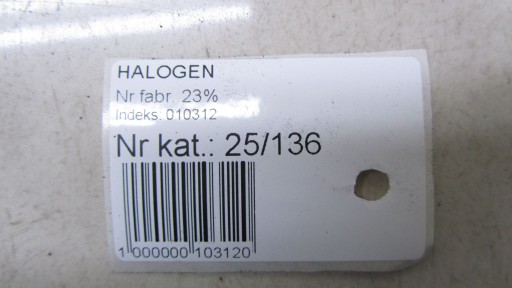 HALOGEN
Nr fabr. 23%
Indeks: 010312
Nr kat.: 25/136
1 000000 103120